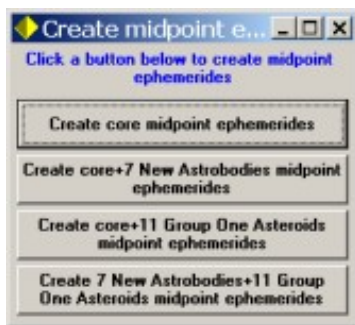 Create midpoint e...
Click a button below to create midpoint
ephemerides
Create core midpoint ephemerides
Create core+7 New Astrobodies midpoint
ephemerides
Create core+11 Group One Asteroids
midpoint ephemerides
Create 7 New Astrobodies+11 Group
One Asteroids midpoint ephemerides